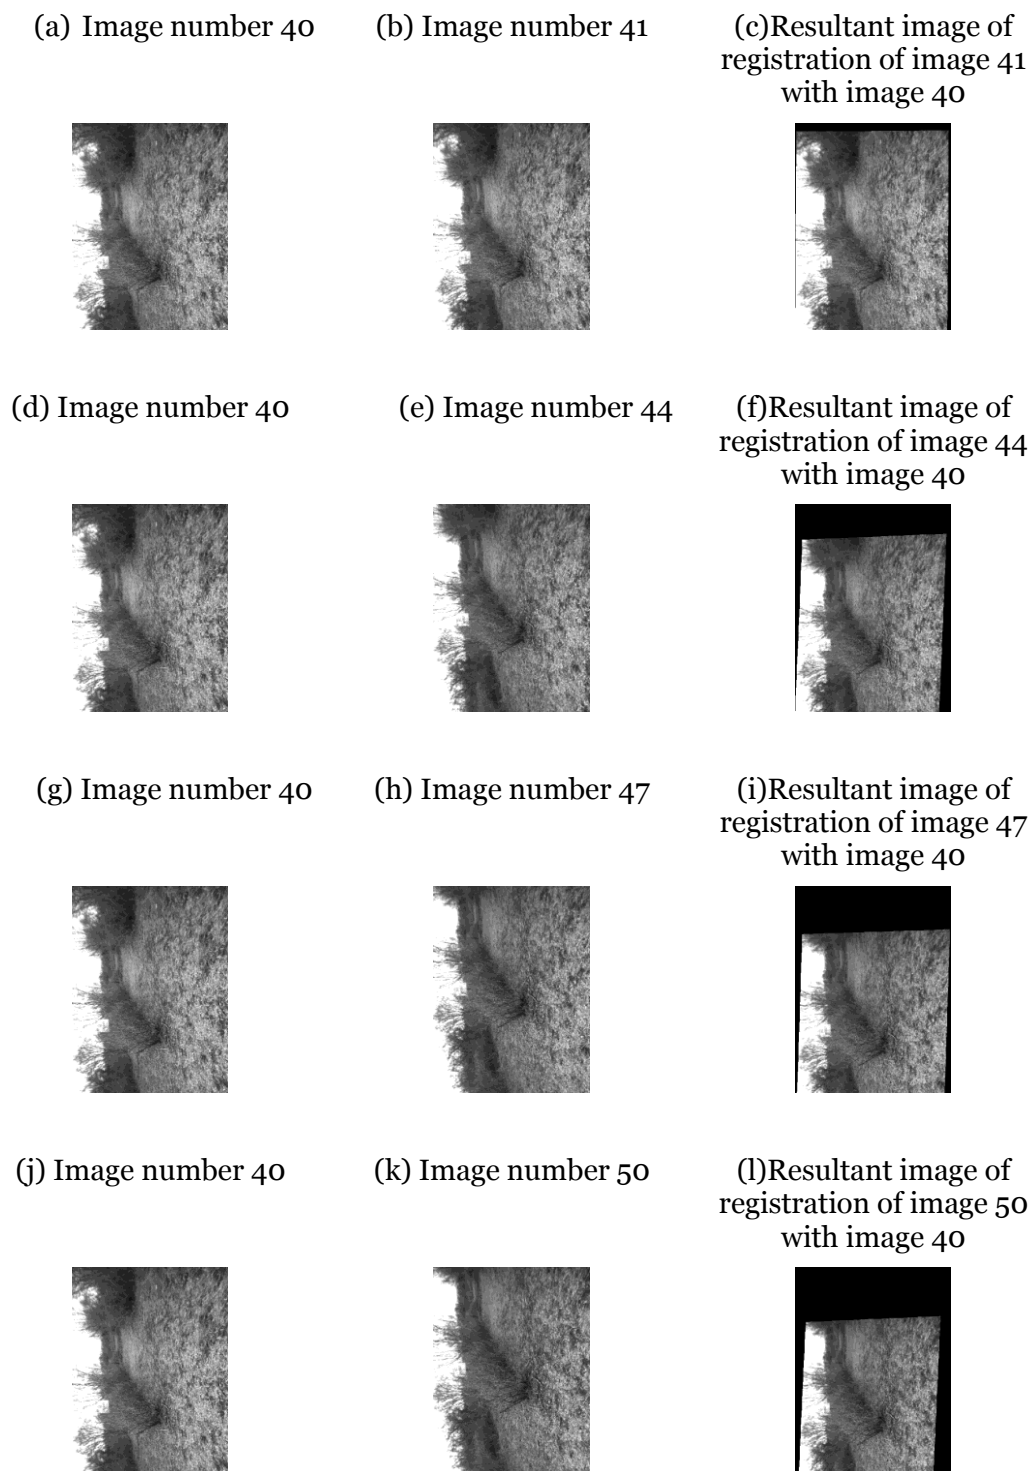 (a) Image number 40
(b) Image number 41
(c)Resultant image of
registration of image 41
with image 40
(d) Image number 40
(e) Image number 44
(f)Resultant image of
registration of image 44
with image 40
(g) Image number 40
(h) Image number 47
(i)Resultant image of
registration of image 47
with image 40
(j) Image number 40
(k) Image number 50
(l)Resultant image of
registration of image 50
with image 40